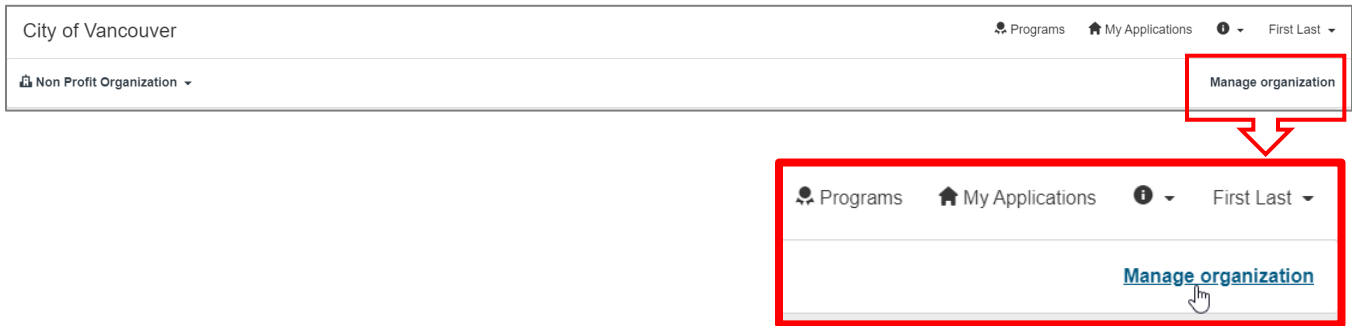 City of Vancouver Programs My Applications First Last
Non Profit Organization Manage organization
Programs My Applications First Last
Manage organization